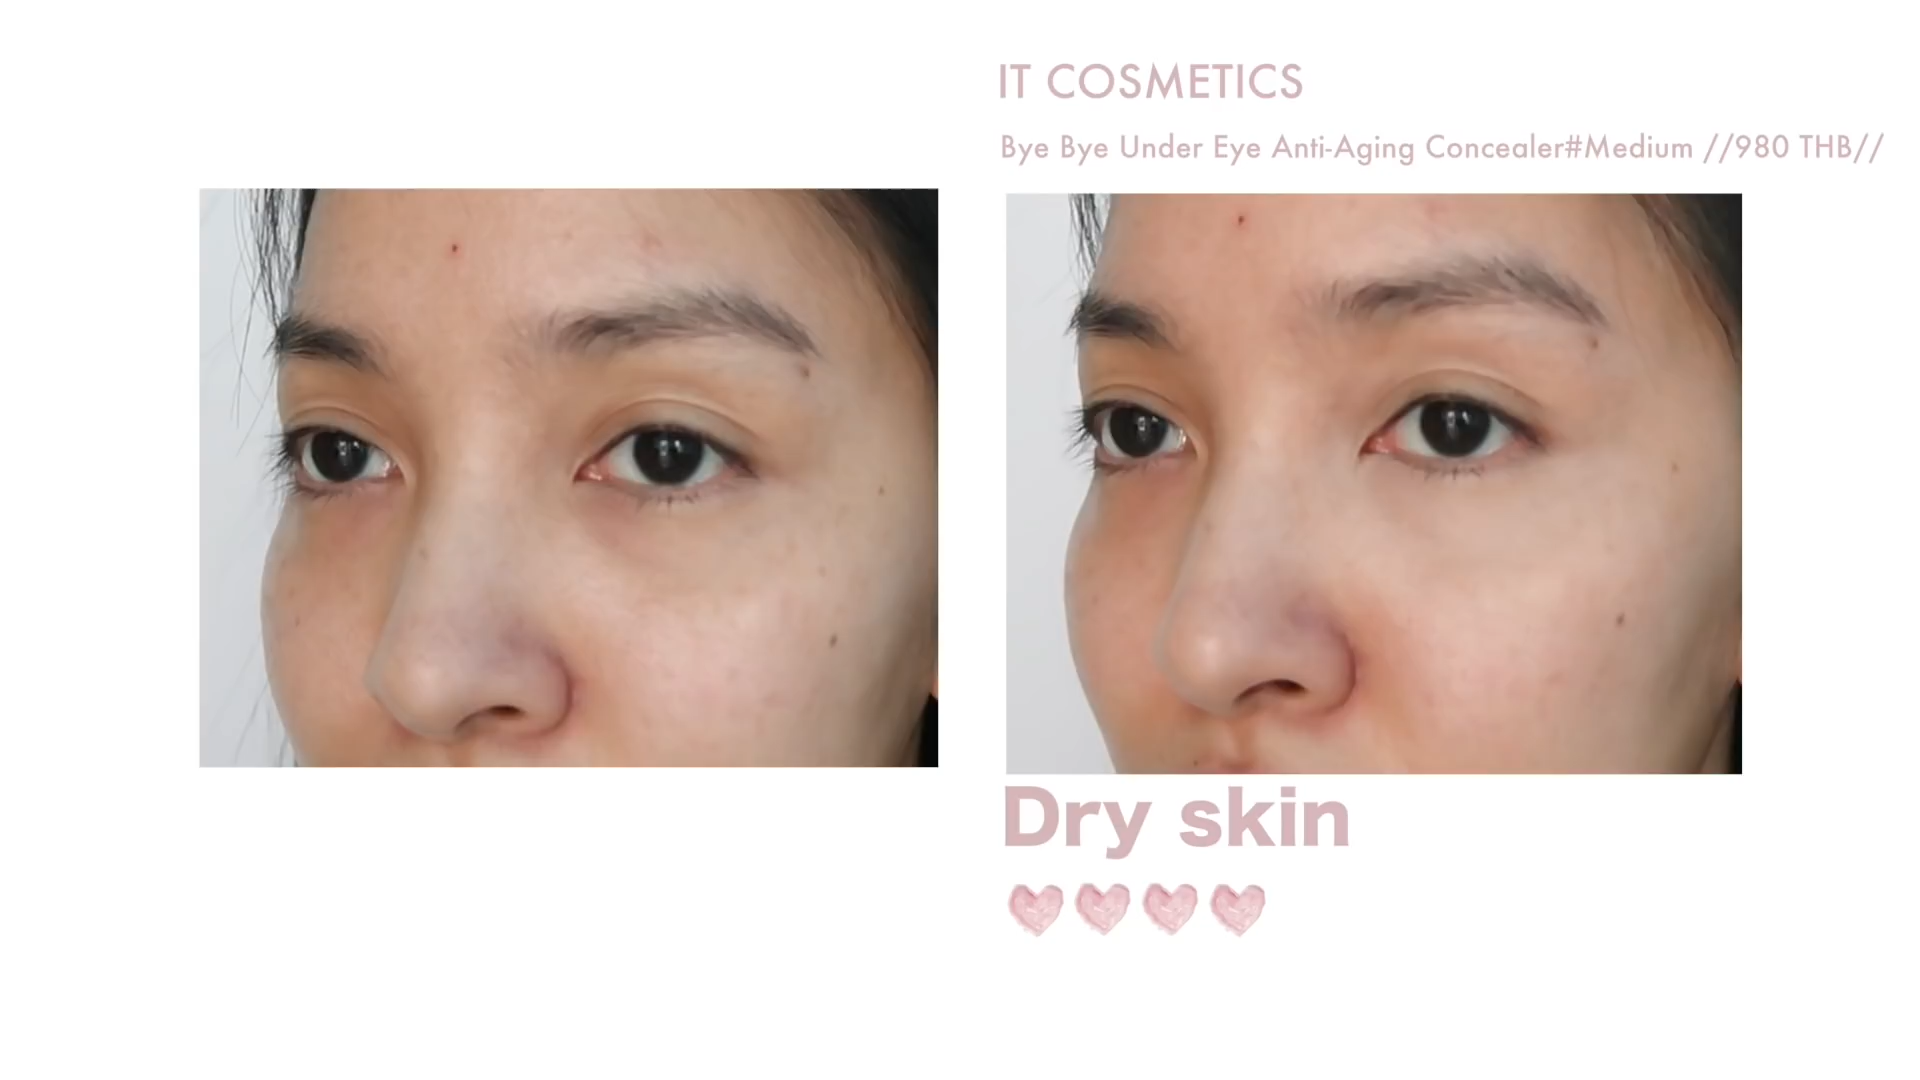 IT COSMETICS
Bye Bye Under Eye Anti-Aging Concealer#Medium //980 THB//
Dry skin